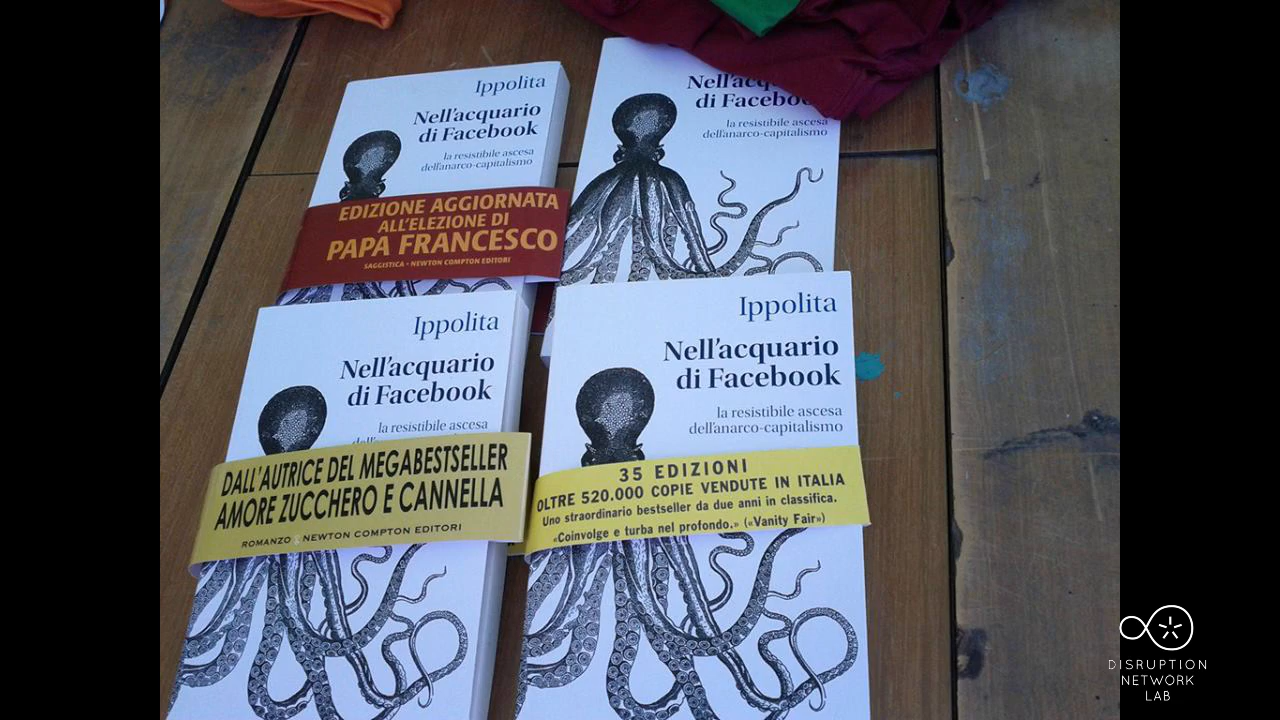 Ippolita
Nell'acquario
di Facebook
la resistibile ascesa
dell'anarco-capitalismo
EDIZIONE AGGIORNATA
ALL'ELEZIONE DI
PAPA FRANCESCO
SAGGISTICA • NEWTON COMPTON EDITORI
di
la resistibile ascesa
dell'anarco-capitalismo
Ippolita
Nell'acquario
di Facebook
la resistibile ascesa
DALL'AUTRICE DEL MEGABESTSELLER
AMORE ZUCCHERO E CANNELLA
ROMANZO NEWTON COMPTON EDITORI
Ippolita
Nell'acquario
di Facebook
la resistibile ascesa
dell'anarco-capitalismo
35 EDIZIONI
OLTRE 520.000 COPIE VENDUTE IN ITALIA
Uno straordinario bestseller da due anni in classifica.
«Coinvolge e turba nel profondo.» («Vanity Fair»)
DISRUPTION
NETWORK
LAB